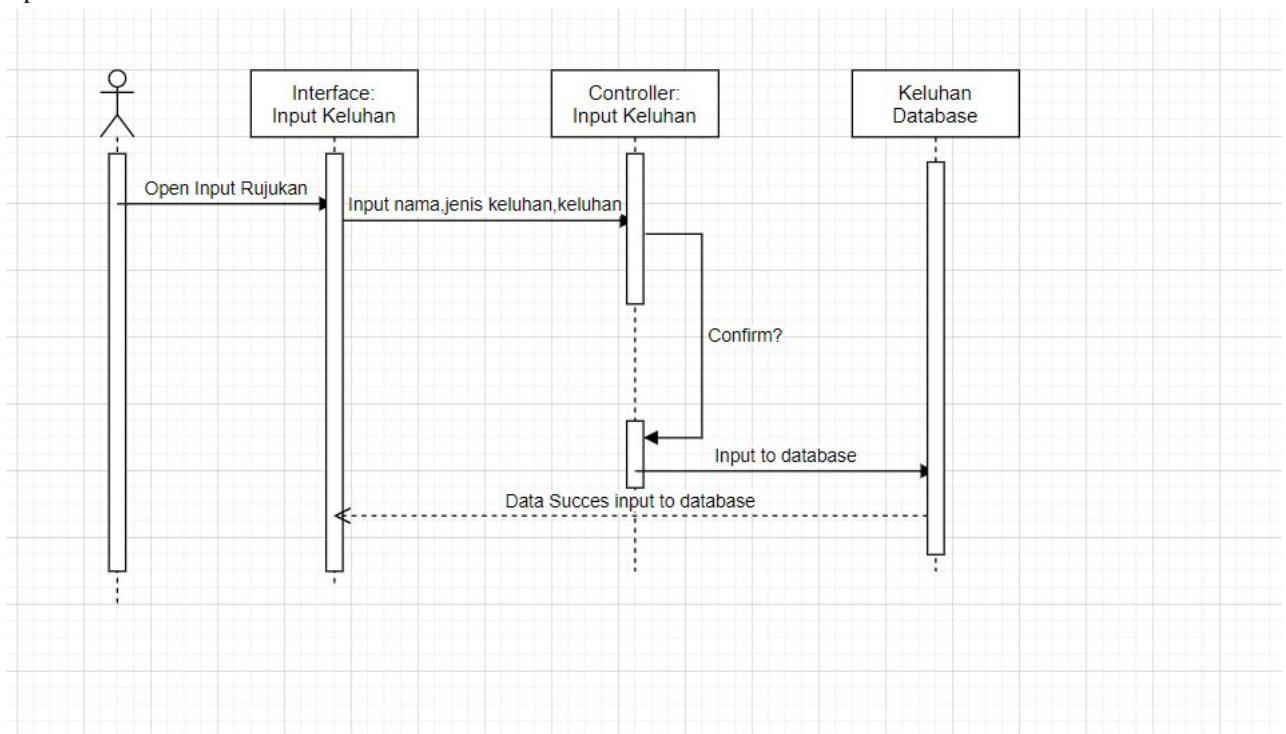 Interface:
Input Keluhan
Controller:
Input Keluhan
Keluhan
Database
Open Input Rujukan
Input nama,jenis keluhan,keluhan
Confirm?
Input to database
Data Succes input to database